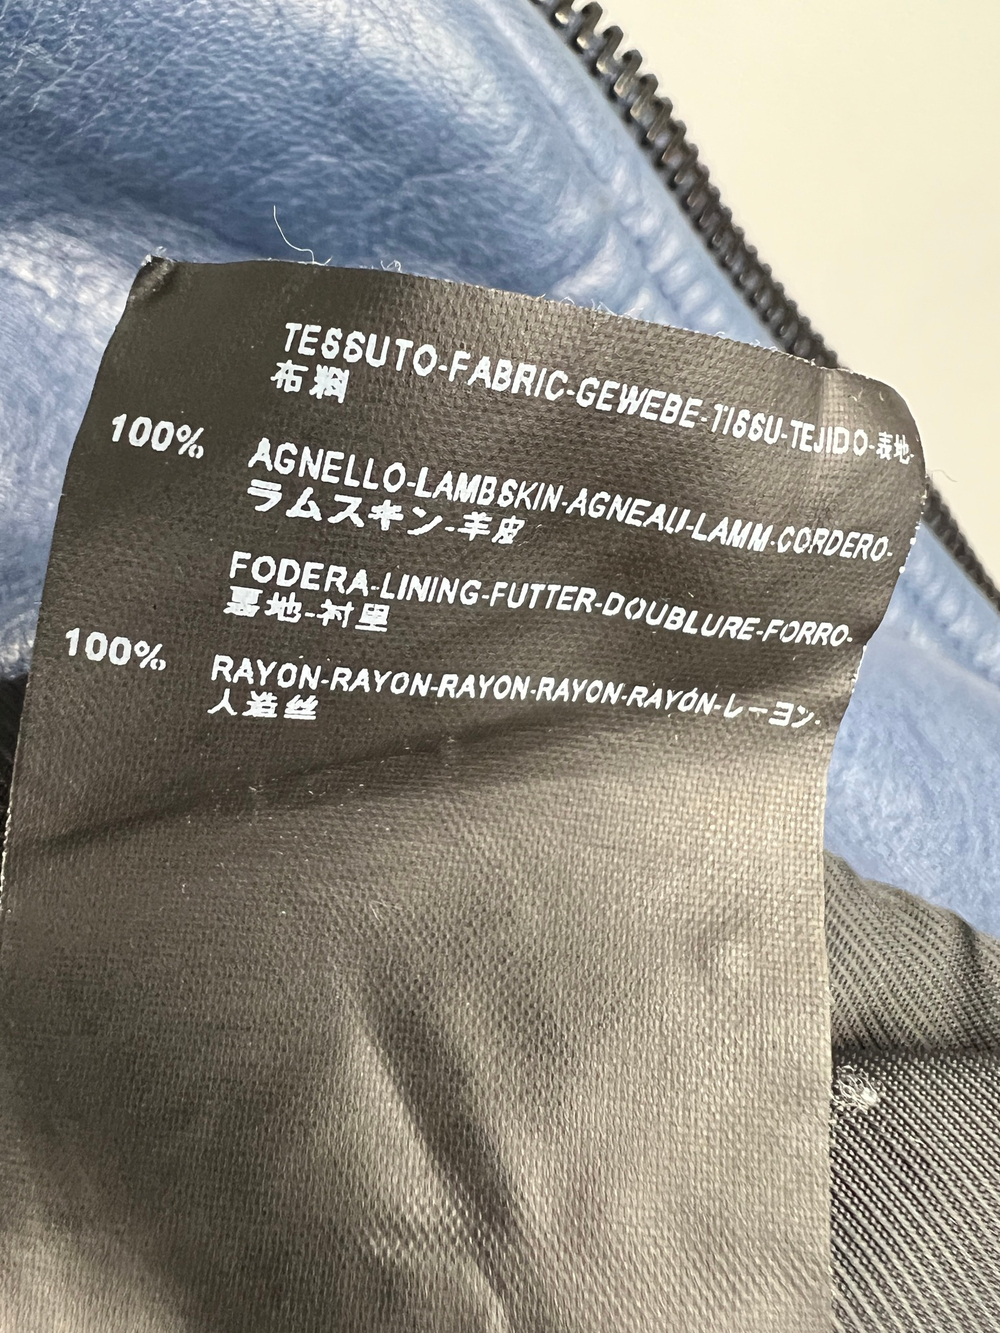 TESSUTO-FABRIC-GEWEBE-TISSU-TEJIDO-表地-
布料
100% AGNELLO-LAMBSKIN-AGNEAU-LAMM-CORDERO-
ラムスキン-羊皮
FODERA-LINING-FUTTER-DOUBLURE-FORRO-
裏地-衬里
100% RAYON-RAYON-RAYON-RAYON-RAYÓN-レーヨン-
人造丝